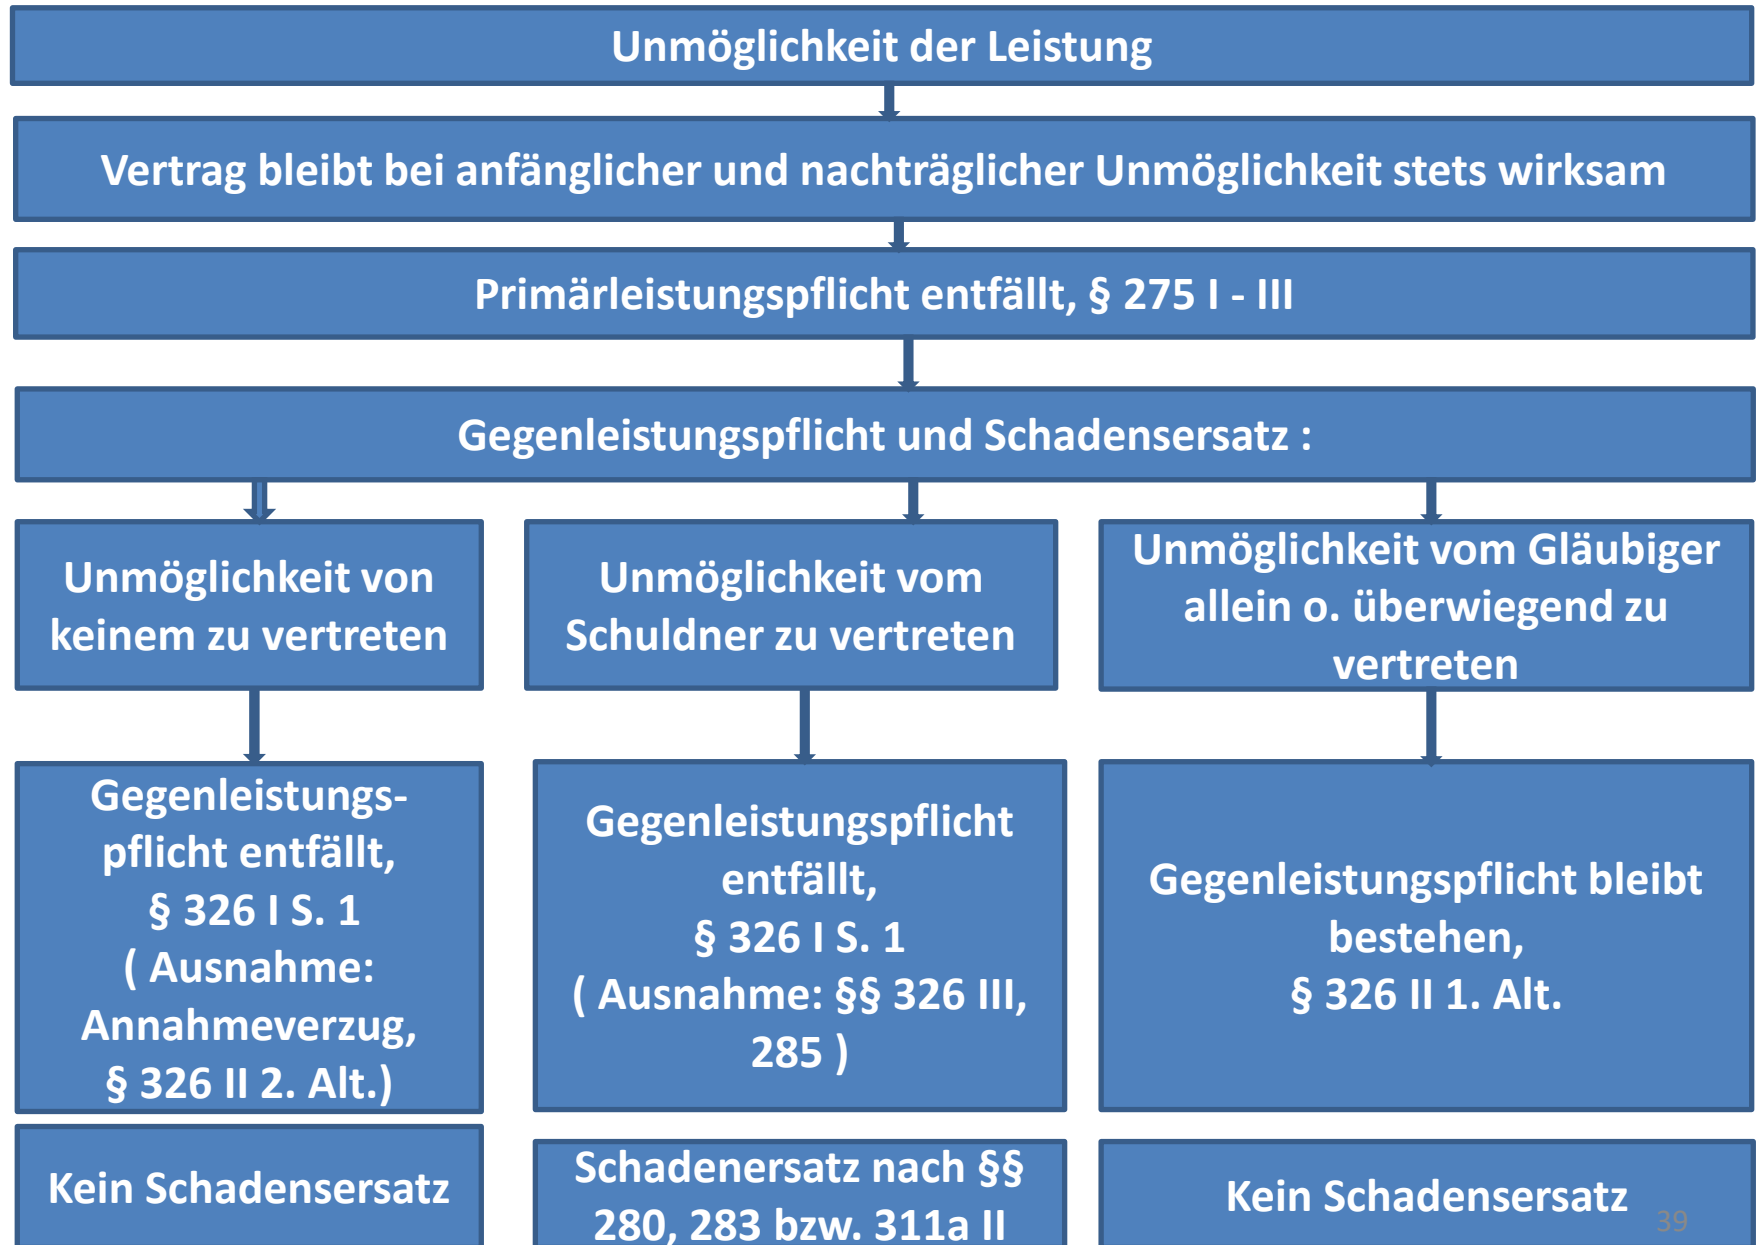 Unmöglichkeit der Leistung
Vertrag bleibt bei anfänglicher und nachträglicher Unmöglichkeit stets wirksam
Primärleistungspflicht entfällt, § 275 I - III
Gegenleistungspflicht und Schadensersatz :
Unmöglichkeit von
keinem zu vertreten
Unmöglichkeit vom
Schuldner zu vertreten
Unmöglichkeit vom Gläubiger
allein o. überwiegend zu
vertreten
Gegenleistungs-
pflicht entfällt,
§ 326 I S. 1
( Ausnahme:
Annahmeverzug,
§ 326 II 2. Alt.)
Gegenleistungspflicht
entfällt,
§ 326 I S. 1
( Ausnahme: §§ 326 III,
285 )
Gegenleistungspflicht bleibt
bestehen,
§ 326 II 1. Alt.
Kein Schadensersatz
Schadenersatz nach §§
280, 283 bzw. 311a II
Kein Schadensersatz
39